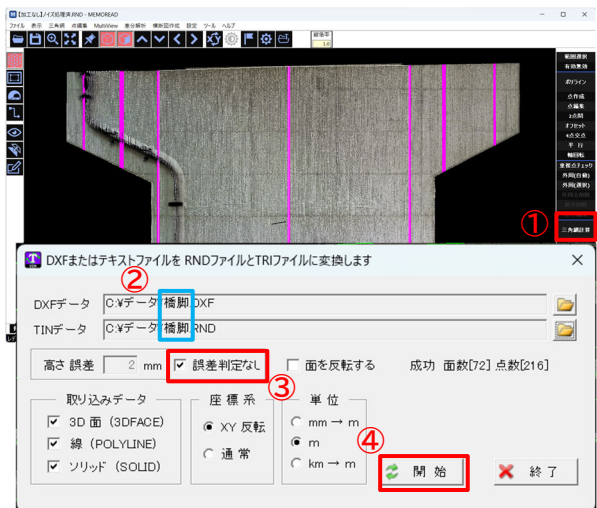 【加工なし】ノイズ処理済.RND - MEMOREAD
ファイル 表示 三角網 点編集 MultiView 差分解析 横断図作成 設定 ツール ヘルプ
縦倍率
1.0
範囲選択
有効無効
ポリライン
点作成
点編集
2点間
オフセット
4点交点
平 行
軸回転
重複点チェック
外周(自動)
外周(選択)
①
三角網計算
DXFまたはテキストファイルを RNDファイルとTRIファイルに変換します
②
DXFデータ C:¥データ¥橋脚.DXF
TINデータ C:¥データ¥橋脚.RND
高さ 誤差 2 mm 誤差判定なし 面を反転する 成功 面数[72] 点数[216]
③
取り込みデータ 座 標 系 単 位
3D 面 (3DFACE) XY 反転 mm → m
線 (POLYLINE) 通 常 m
ソリッド (SOLID) km → m
④
開 始 終 了